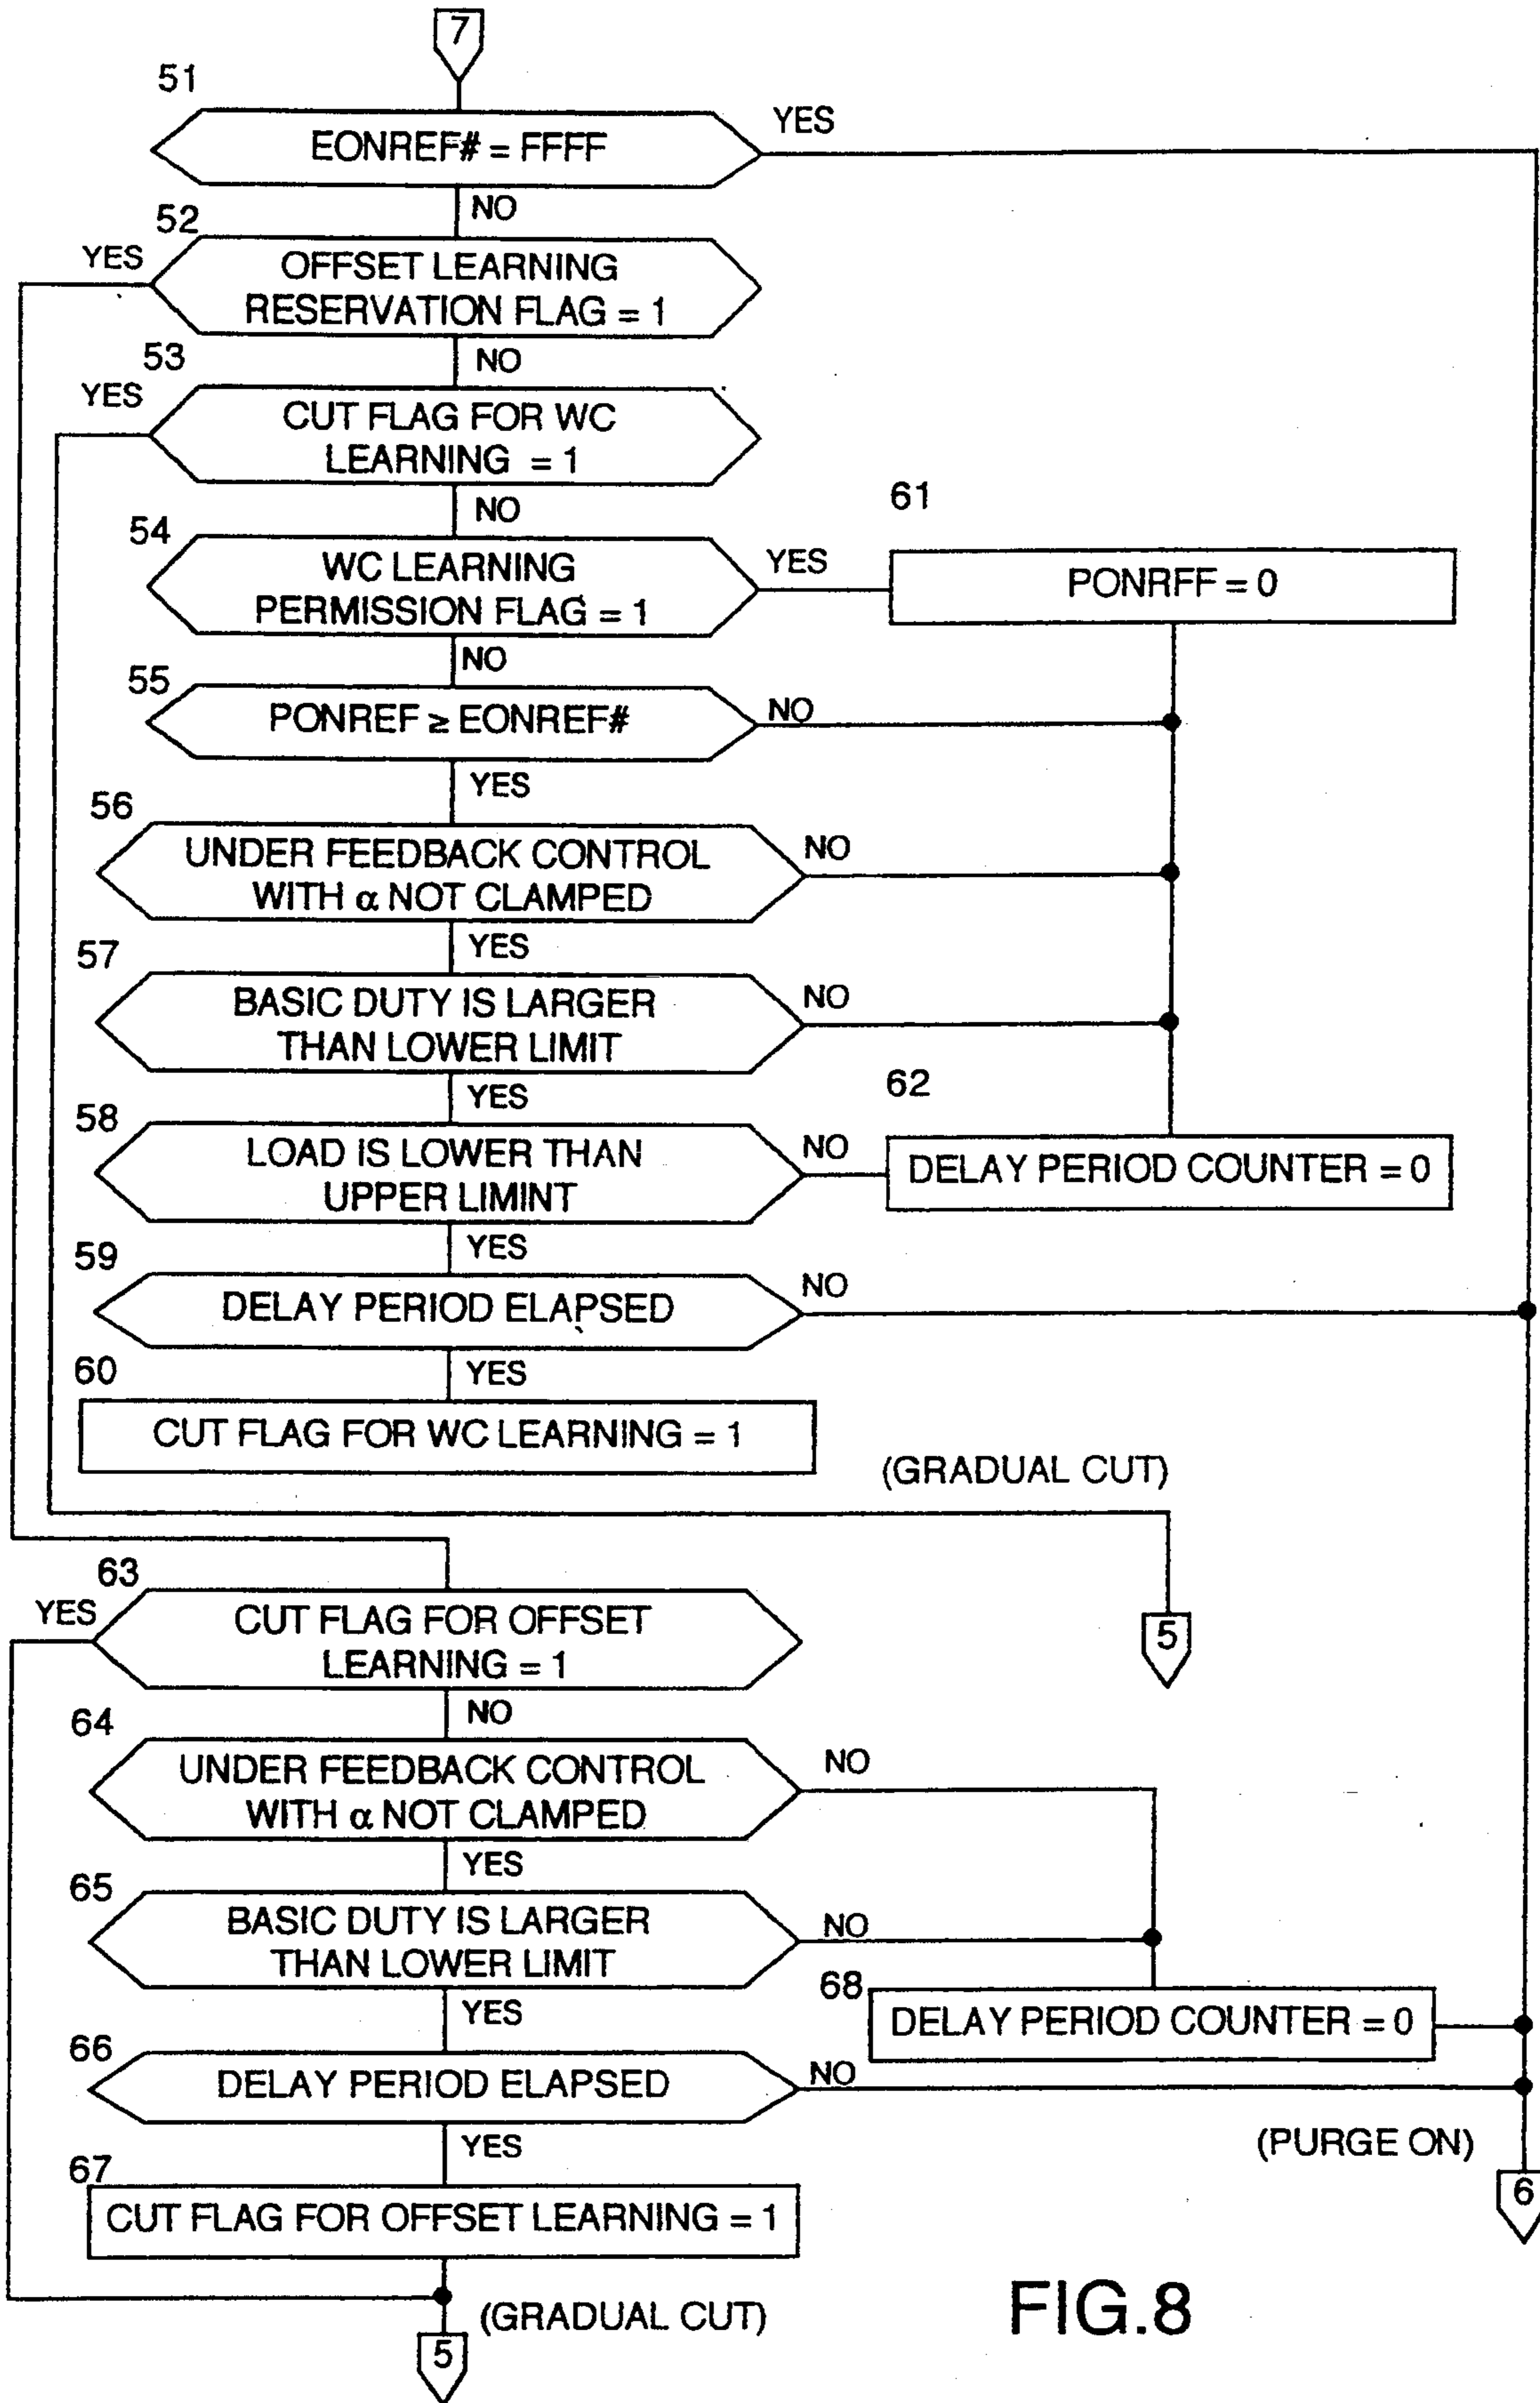 7
51
EONREF# = FFFF
YES
NO
52
YES
OFFSET LEARNING
RESERVATION FLAG = 1
NO
53
YES
CUT FLAG FOR WC
LEARNING = 1
NO
54
WC LEARNING
PERMISSION FLAG = 1
YES
61
PONRFF = 0
NO
55
PONREF ≥ EONREF#
NO
YES
56
UNDER FEEDBACK CONTROL
WITH α NOT CLAMPED
NO
YES
57
BASIC DUTY IS LARGER
THAN LOWER LIMIT
NO
YES
58
LOAD IS LOWER THAN
UPPER LIMINT
NO
62
DELAY PERIOD COUNTER = 0
YES
59
DELAY PERIOD ELAPSED
NO
YES
60
CUT FLAG FOR WC LEARNING = 1
(GRADUAL CUT)
5
63
YES
CUT FLAG FOR OFFSET
LEARNING = 1
NO
64
UNDER FEEDBACK CONTROL
WITH α NOT CLAMPED
NO
YES
65
BASIC DUTY IS LARGER
THAN LOWER LIMIT
NO
YES
68
DELAY PERIOD COUNTER = 0
66
DELAY PERIOD ELAPSED
NO
YES
(PURGE ON)
6
67
CUT FLAG FOR OFFSET LEARNING = 1
(GRADUAL CUT)
5
FIG.8